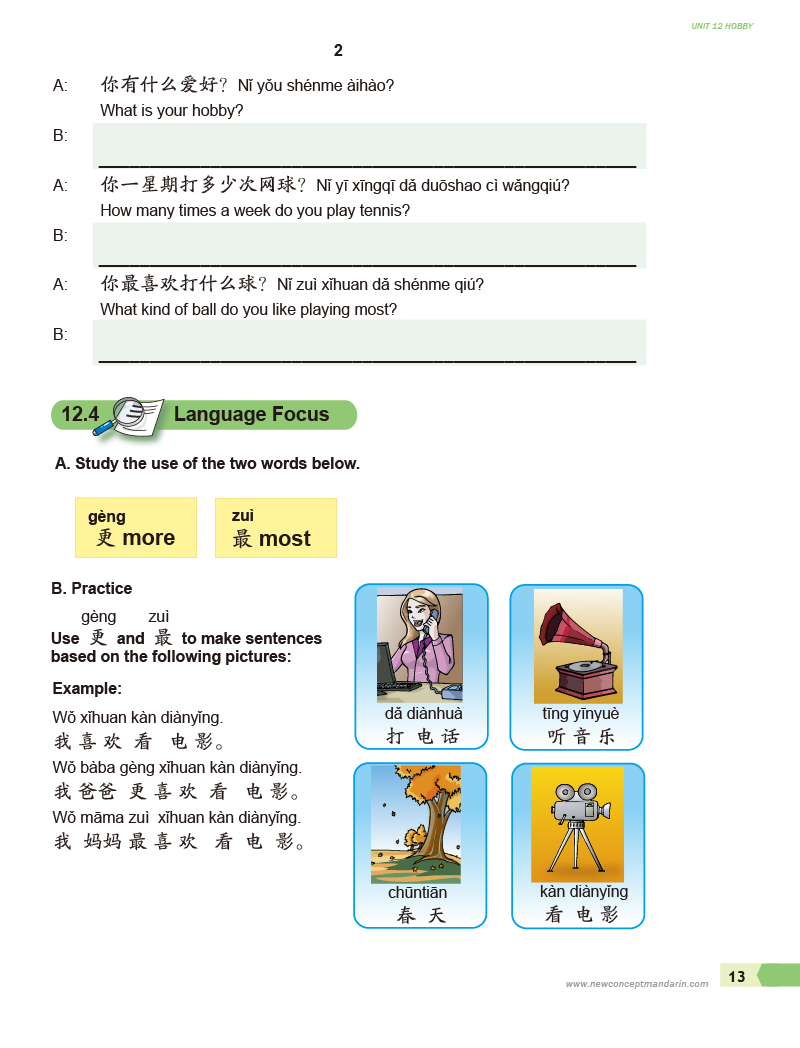 UNIT 12 HOBBY
2
A: 你有什么爱好? Nǐ yǒu shénme àihào?
What is your hobby?
B:
A: 你一星期打多少次网球? Nǐ yī xīngqī dǎ duōshao cì wǎngqiú?
How many times a week do you play tennis?
B:
A: 你最喜欢打什么球? Nǐ zuì xǐhuan dǎ shénme qiú?
What kind of ball do you like playing most?
B:
12.4 Language Focus
A. Study the use of the two words below.
gèng
更 more
zuì
最 most
B. Practice
gèng zuì
Use 更 and 最 to make sentences
based on the following pictures:
Example:
Wǒ xǐhuan kàn diànyǐng.
我喜欢 看 电影。
Wǒ bàba gèng xǐhuan kàn diànyǐng.
我爸爸 更喜欢 看 电影。
Wǒ māma zuì xǐhuan kàn diànyǐng.
我 妈妈最喜欢 看 电 影。
dǎ diànhuà
打 电 话
tīng yīnyuè
听 音 乐
chūntiān
春 天
kàn diànyǐng
看 电 影
www.newconceptmandarin.com
13